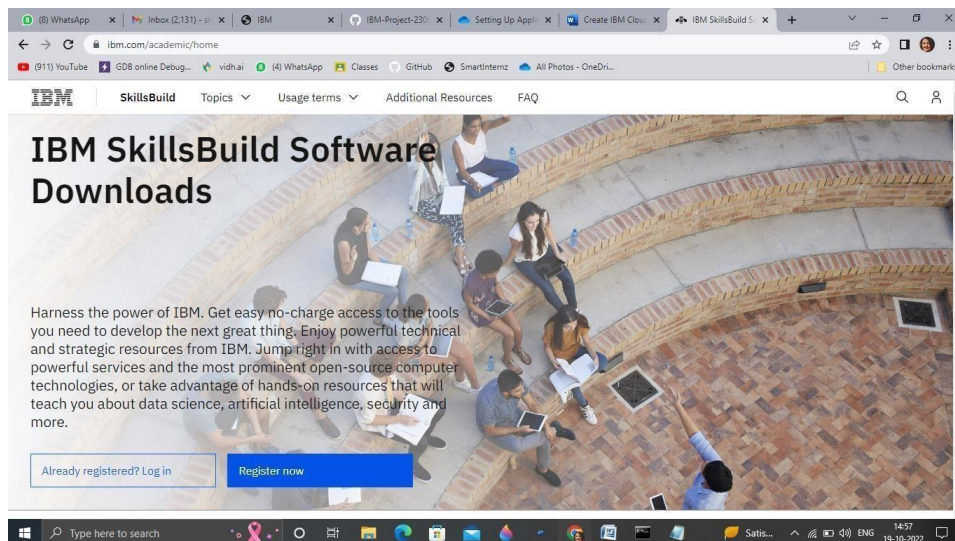 (8) WhatsApp
Inbox (2,131) - sr
IBM
IBM-Project-230
Setting Up Applic
Create IBM Clou
IBM SkillsBuild S
ibm.com/academic/home
(911) YouTube
GDB online Debug...
vidh.ai
(4) WhatsApp
Classes
GitHub
SmartInternz
All Photos - OneDri...
Other bookmark
IBM
SkillsBuild
Topics
Usage terms
Additional Resources
FAQ
IBM SkillsBuild Software
Downloads
Harness the power of IBM. Get easy no-charge access to the tools
you need to develop the next great thing. Enjoy powerful technical
and strategic resources from IBM. Jump right in with access to
powerful services and the most prominent open-source computer
technologies, or take advantage of hands-on resources that will
teach you about data science, artificial intelligence, security and
more.
Already registered? Log in
Register now
Type here to search
Satis...
ENG
14:57
19-10-2022